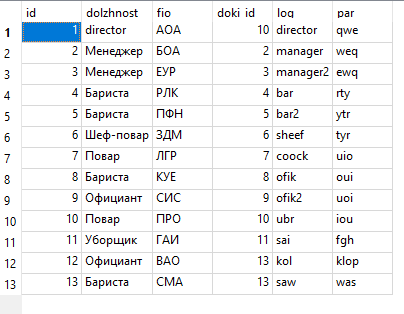 id dolzhnost fio doki_id log par
1 1 director АОА 10 director qwe
2 2 Менеджер БОА 2 manager weq
3 3 Менеджер ЕУР 3 manager2 ewq
4 4 Бариста РЛК 4 bar rty
5 5 Бариста ПФН 5 bar2 ytr
6 6 Шеф-повар ЗДМ 6 sheef tyr
7 7 Повар ЛГР 7 coock uio
8 8 Бариста КУЕ 8 ofik oui
9 9 Официант СИС 9 ofik2 uoi
10 10 Повар ПРО 10 ubr iou
11 11 Уборщик ГАИ 11 sai fgh
12 12 Официант ВАО 13 kol klop
13 13 Бариста СМА 13 saw was